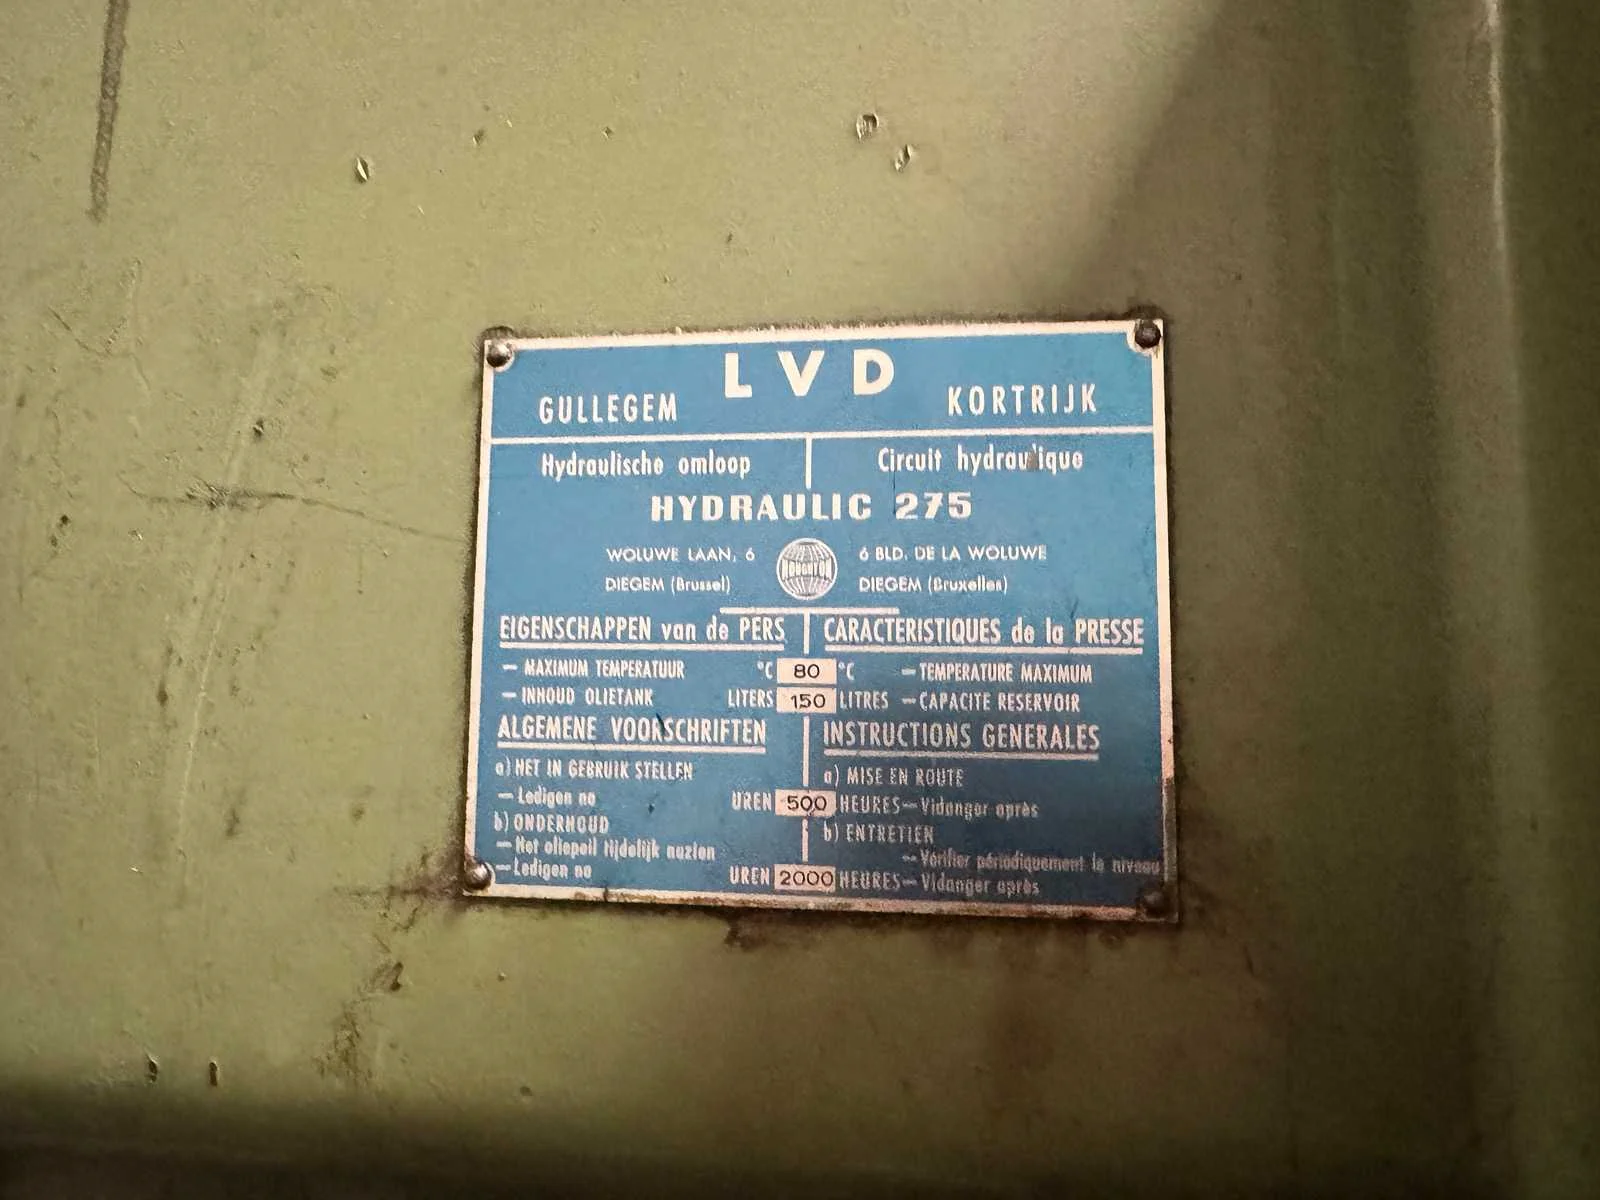 LVD
GULLEGEM KORTRIJK
Hydraulische omloop Circuit hydraulique
HYDRAULIC 275
WOLUWE LAAN, 6 6 BLD. DE LA WOLUWE
HOUGHTON
DIEGEM (Brussel) DIEGEM (Bruxelles)
EIGENSCHAPPEN van de PERS CARACTERISTIQUES de la PRESSE
— MAXIMUM TEMPERATUUR °C 80 °C — TEMPERATURE MAXIMUM
— INHOUD OLIETANK LITERS 150 LITRES — CAPACITE RESERVOIR
ALGEMENE VOORSCHRIFTEN INSTRUCTIONS GENERALES
a) HET IN GEBRUIK STELLEN a) MISE EN ROUTE
— Ledigen na UREN 500 HEURES — Vidanger après
b) ONDERHOUD b) ENTRETIEN
— Het oliepeil tijdelijk nazien — Vérifier périodiquement le niveau
— Ledigen na UREN 2000 HEURES — Vidanger après